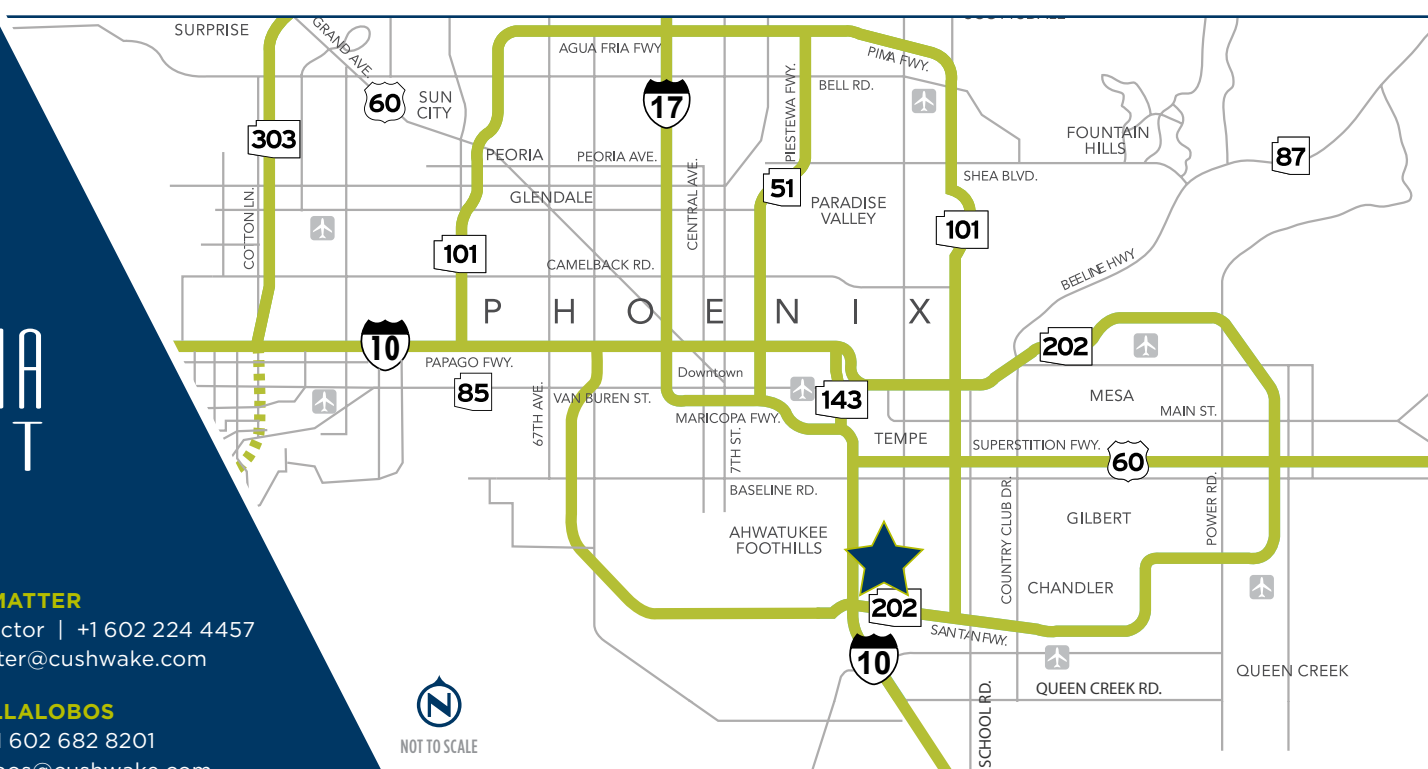 SURPRISE
GRAND AVE.
AGUA FRIA FWY
PIMA FWY.
BELL RD.
60
SUN
CITY
17
PIESTEWA FWY.
303
FOUNTAIN
HILLS
87
PEORIA
PEORIA AVE.
SHEA BLVD.
51
GLENDALE
CENTRAL AVE.
PARADISE
VALLEY
COTTON LN.
101
101
CAMELBACK RD.
BEELINE HWY
PHOENIX
10
202
PAPAGO FWY.
Downtown
85
67TH AVE.
VAN BUREN ST.
143
MESA
MAIN ST.
MARICOPA FWY.
7TH ST.
TEMPE
SUPERSTITION FWY.
60
BASELINE RD.
COUNTRY CLUB DR.
POWER RD.
GILBERT
AHWATUKEE
FOOTHILLS
CHANDLER
202
SANTAN FWY.
10
QUEEN CREEK
QUEEN CREEK RD.
SCHOOL RD.
N
NOT TO SCALE
MATTER
ctor | +1 602 224 4457
ter@cushwake.com
LLALOBOS
1 602 682 8201
os@cushwake.com